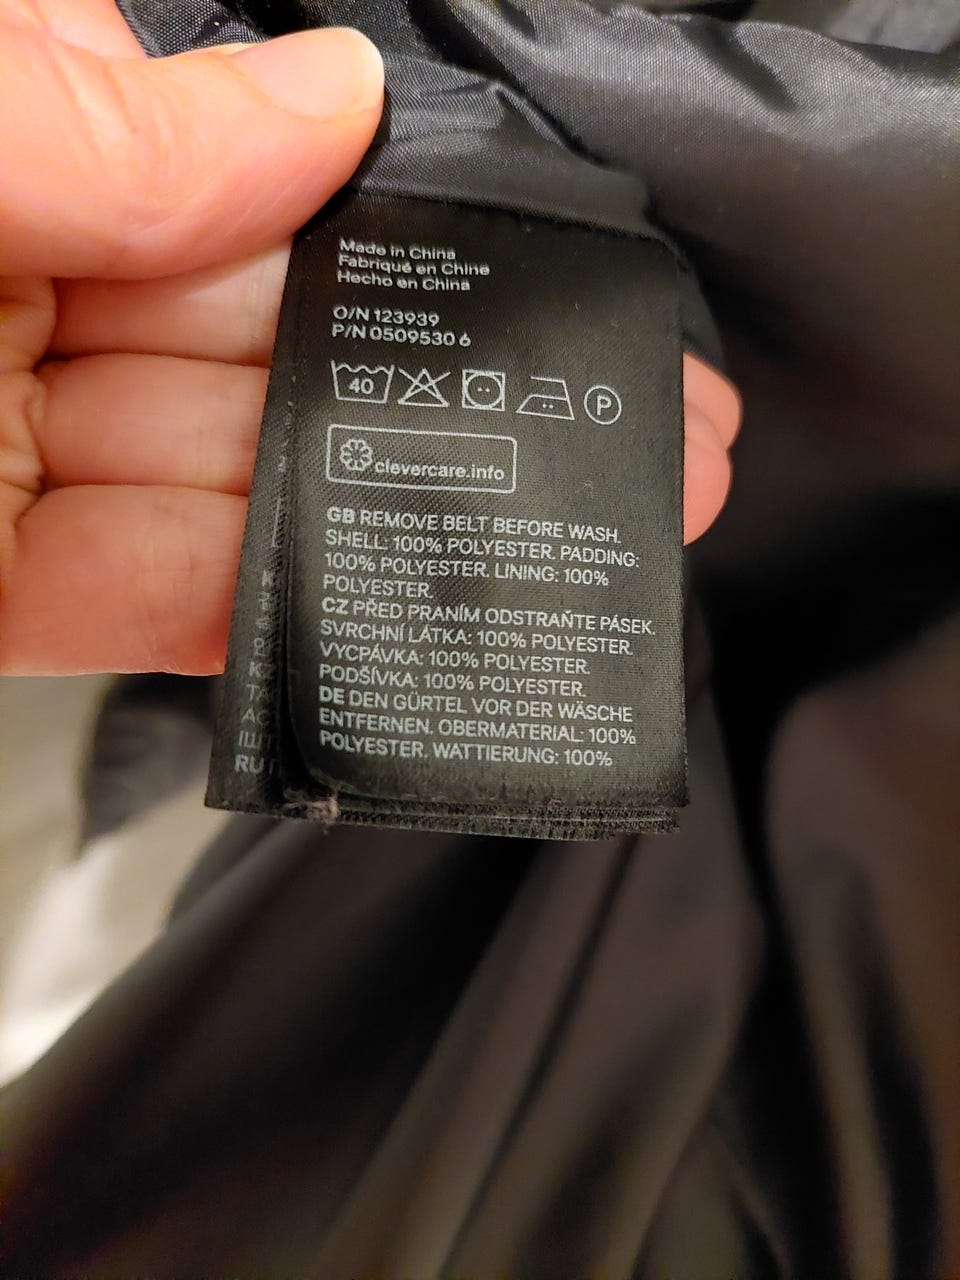 Made in China
Fabriqué en Chine
Hecho en China
O/N 123939
P/N 0509530 6
40
P
clevercare.info
GB REMOVE BELT BEFORE WASH.
SHELL: 100% POLYESTER. PADDING:
100% POLYESTER. LINING: 100%
POLYESTER.
CZ PŘED PRANÍM ODSTRAŇTE PÁSEK.
SVRCHNÍ LÁTKA: 100% POLYESTER.
VYCPÁVKA: 100% POLYESTER.
PODŠÍVKA: 100% POLYESTER.
DE DEN GÜRTEL VOR DER WÄSCHE
ENTFERNEN. OBERMATERIAL: 100%
POLYESTER. WATTIERUNG: 100%
RU